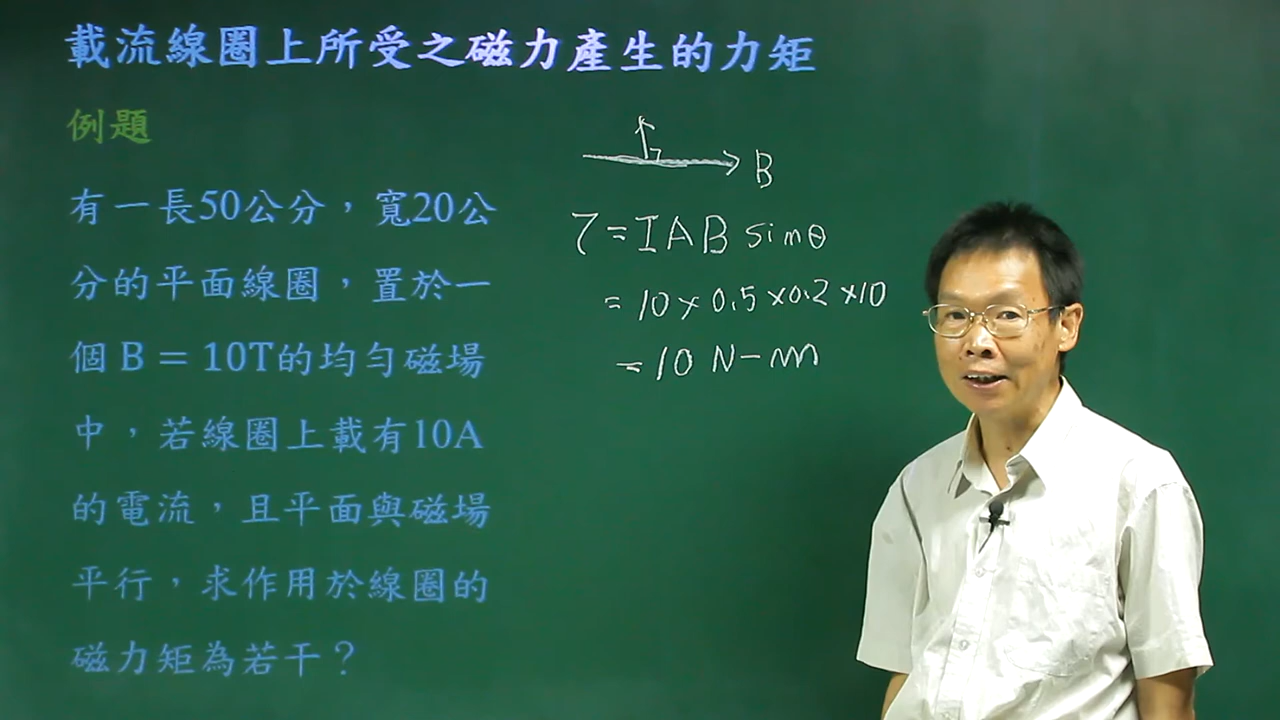 載流線圈上所受之磁力產生的力矩
例題
有一長50公分，寬20公
分的平面線圈，置於一
個 B = 10T的均勻磁場
中，若線圈上載有10A
的電流，且平面與磁場
平行，求作用於線圈的
磁力矩為若干？
B
τ = IAB sinθ
= 10 × 0.5 × 0.2 × 10
= 10 N-m